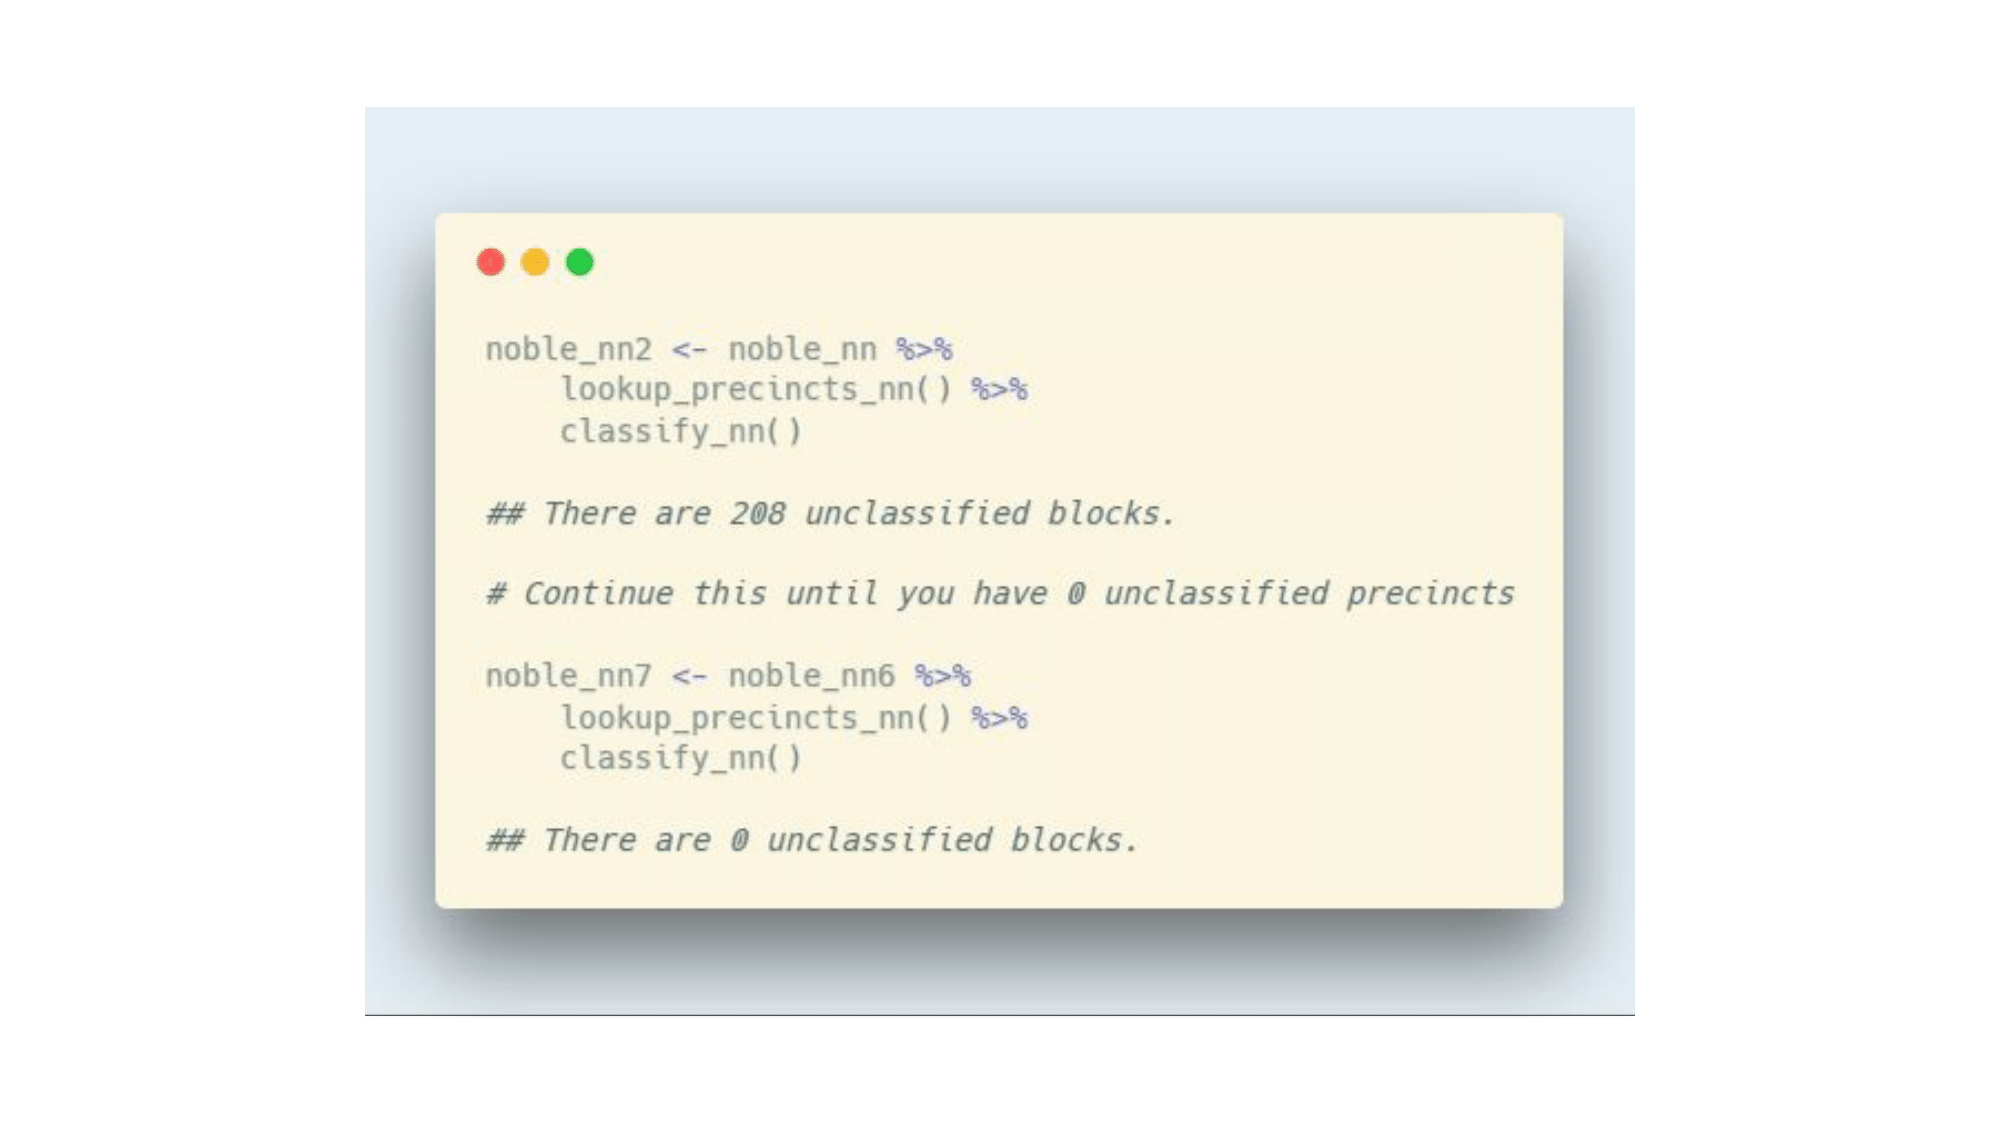 noble_nn2 <- noble_nn %>%
lookup_precincts_nn() %>%
classify_nn()
## There are 208 unclassified blocks.
# Continue this until you have 0 unclassified precincts
noble_nn7 <- noble_nn6 %>%
lookup_precincts_nn() %>%
classify_nn()
## There are 0 unclassified blocks.